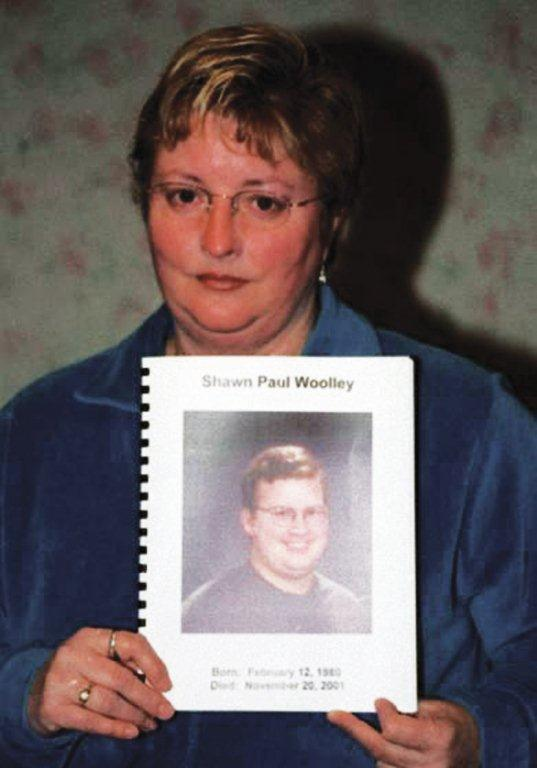 Shawn Paul Woolley
Born: February 12, 1980
Died: November 20, 2001